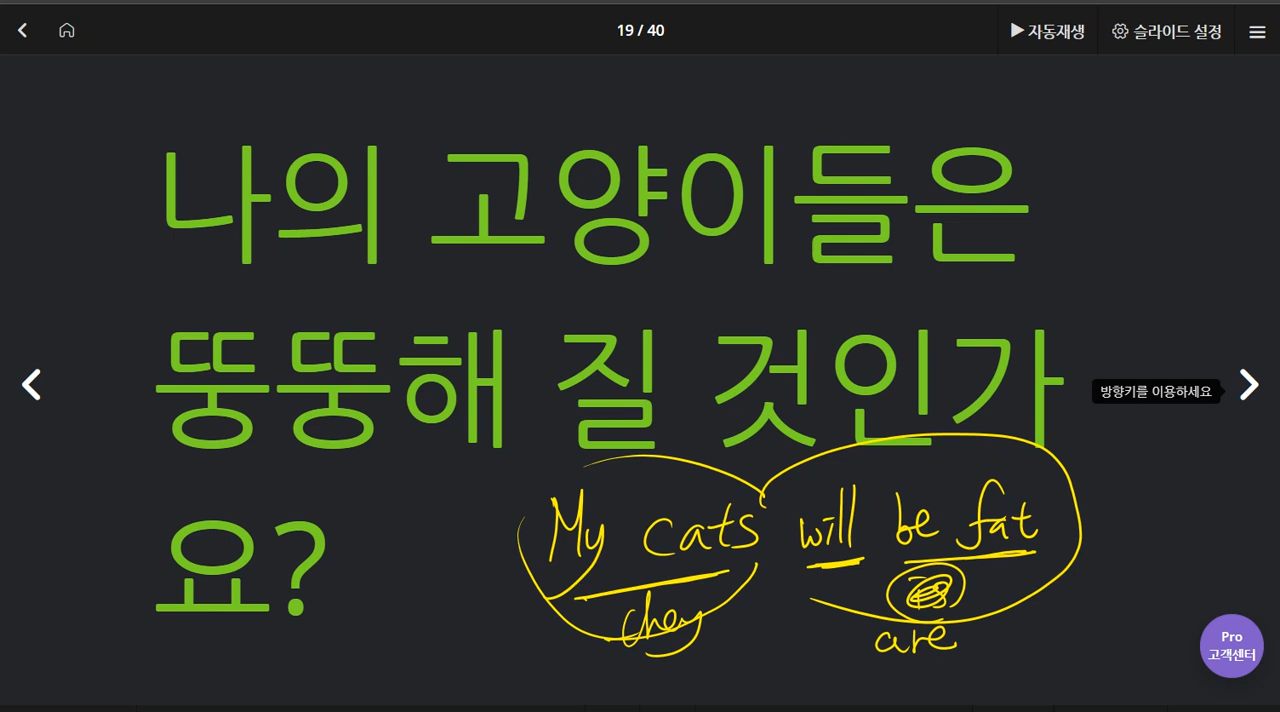 19 / 40
▶ 자동재생
슬라이드 설정
나의 고양이들은
뚱뚱해 질 것인가
방향키를 이용하세요
요?
My cats will be fat
they
are
Pro
고객센터